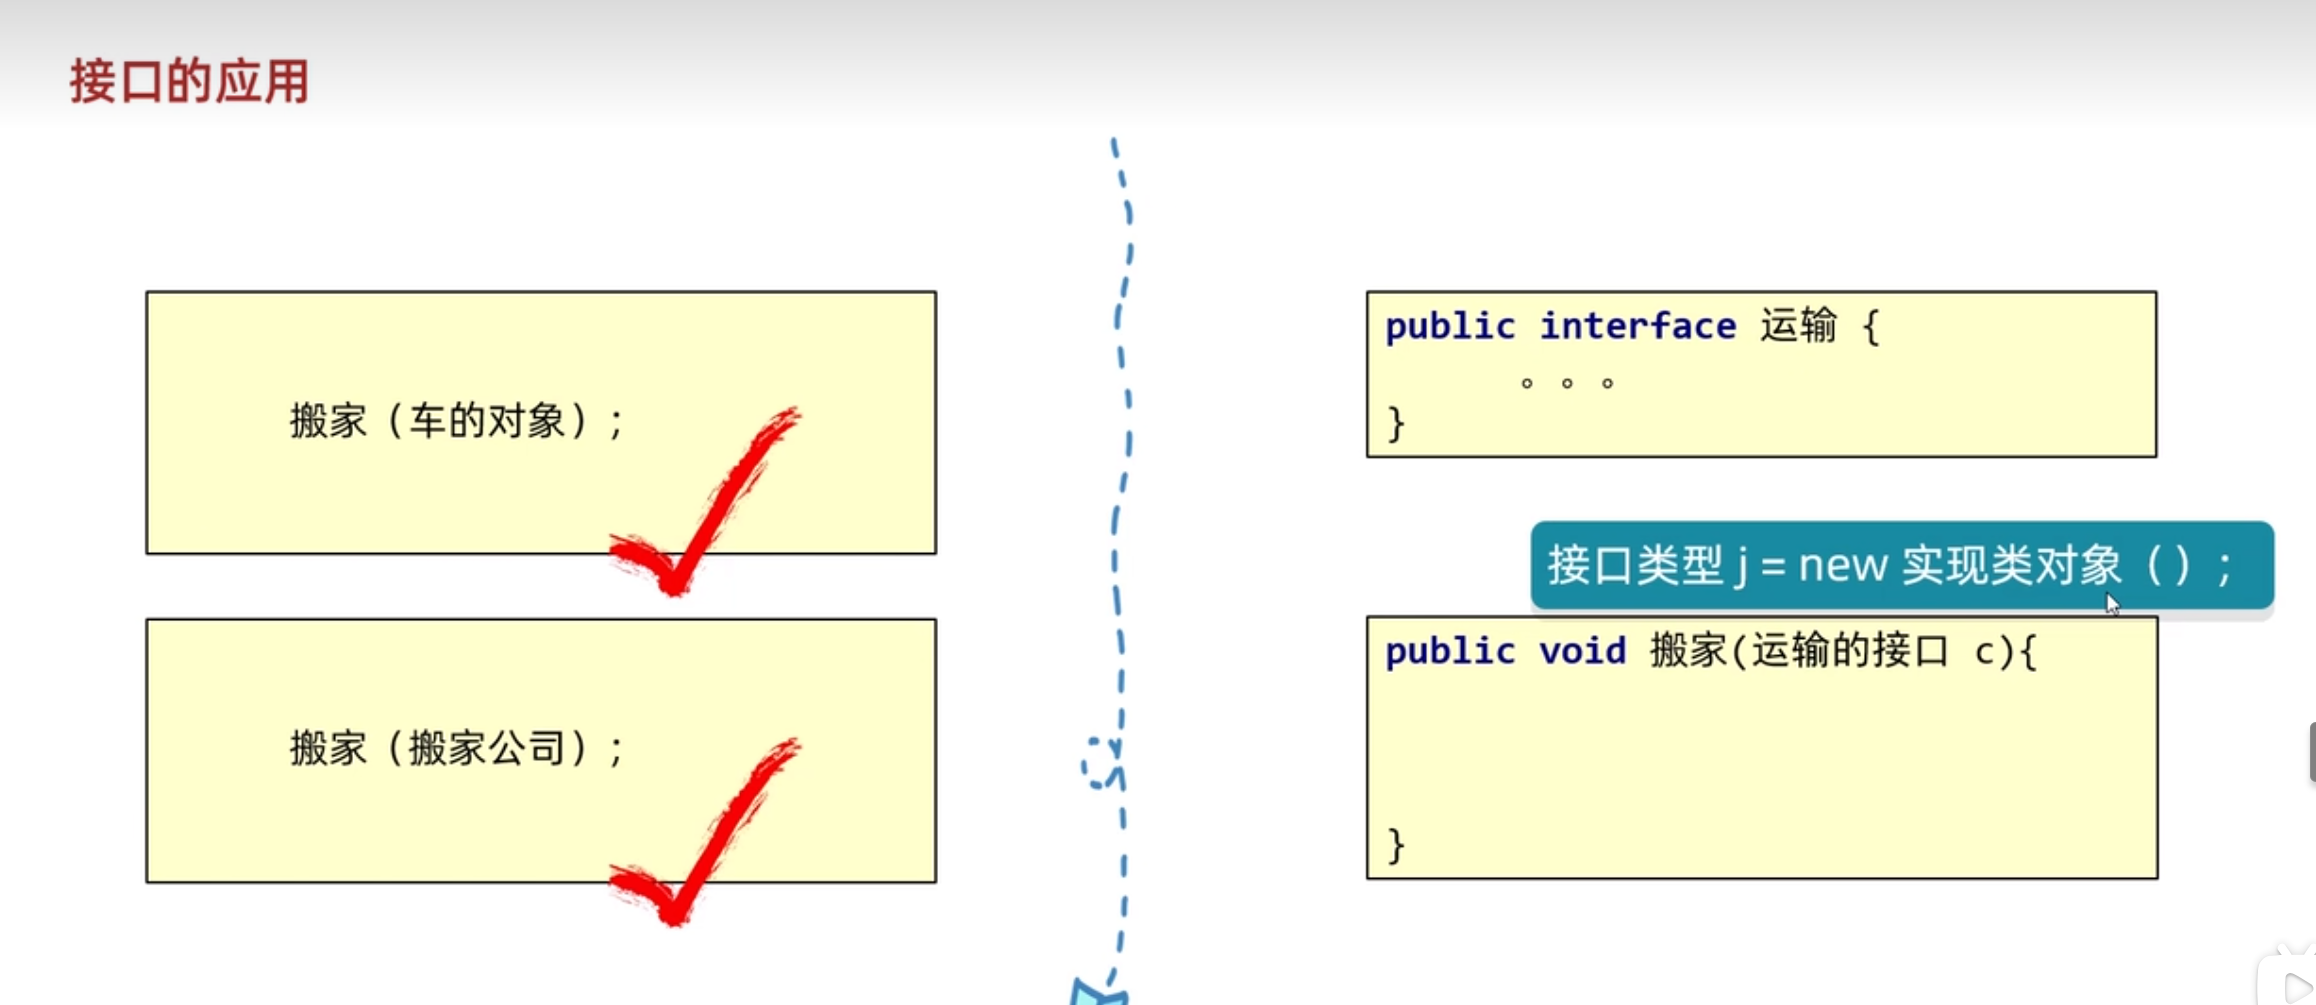 接口的应用
搬家（车的对象）；
搬家（搬家公司）；
public interface 运输 {
。。。
}
接口类型 j = new 实现类对象（）；
public void 搬家(运输的接口 c){
}